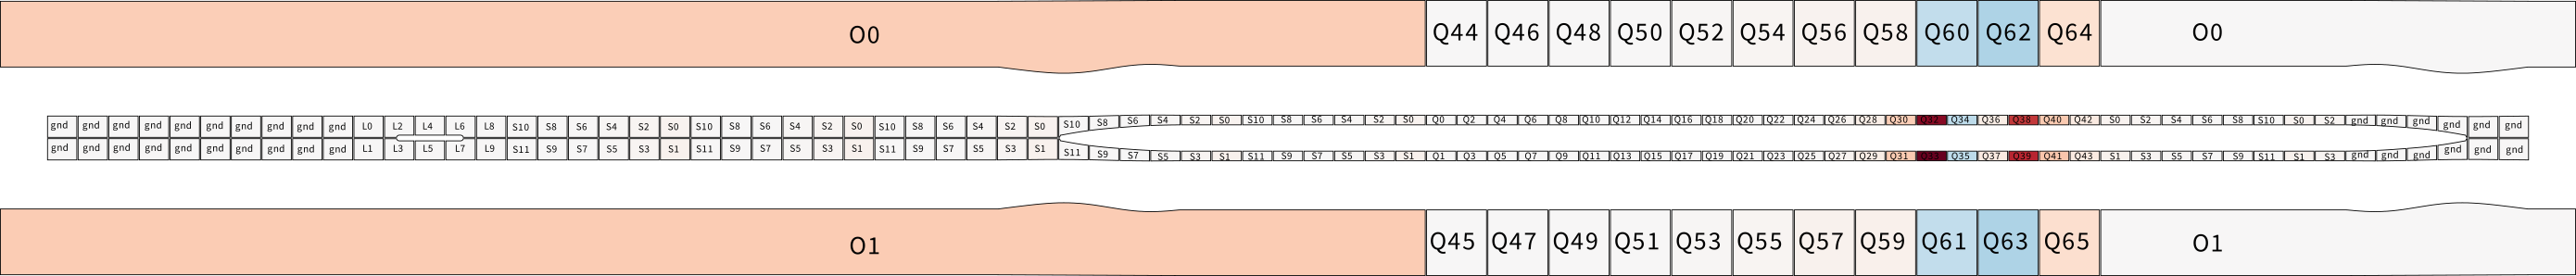 O0 Q44 Q46 Q48 Q50 Q52 Q54 Q56 Q58 Q60 Q62 Q64 O0
gnd gnd gnd gnd gnd gnd gnd gnd gnd gnd L0 L2 L4 L6 L8 S10 S8 S6 S4 S2 S0 S10 S8 S6 S4 S2 S0 S10 S8 S6 S4 S2 S0 S10 S8 S6 S4 S2 S0 S10 S8 S6 S4 S2 S0 Q0 Q2 Q4 Q6 Q8 Q10 Q12 Q14 Q16 Q18 Q20 Q22 Q24 Q26 Q28 Q30 Q32 Q34 Q36 Q38 Q40 Q42 S0 S2 S4 S6 S8 S10 S0 S2 gnd gnd gnd gnd gnd gnd
gnd gnd gnd gnd gnd gnd gnd gnd gnd gnd L1 L3 L5 L7 L9 S11 S9 S7 S5 S3 S1 S11 S9 S7 S5 S3 S1 S11 S9 S7 S5 S3 S1 S11 S9 S7 S5 S3 S1 S11 S9 S7 S5 S3 S1 Q1 Q3 Q5 Q7 Q9 Q11 Q13 Q15 Q17 Q19 Q21 Q23 Q25 Q27 Q29 Q31 Q33 Q35 Q37 Q39 Q41 Q43 S1 S3 S5 S7 S9 S11 S1 S3 gnd gnd gnd gnd gnd gnd
O1 Q45 Q47 Q49 Q51 Q53 Q55 Q57 Q59 Q61 Q63 Q65 O1